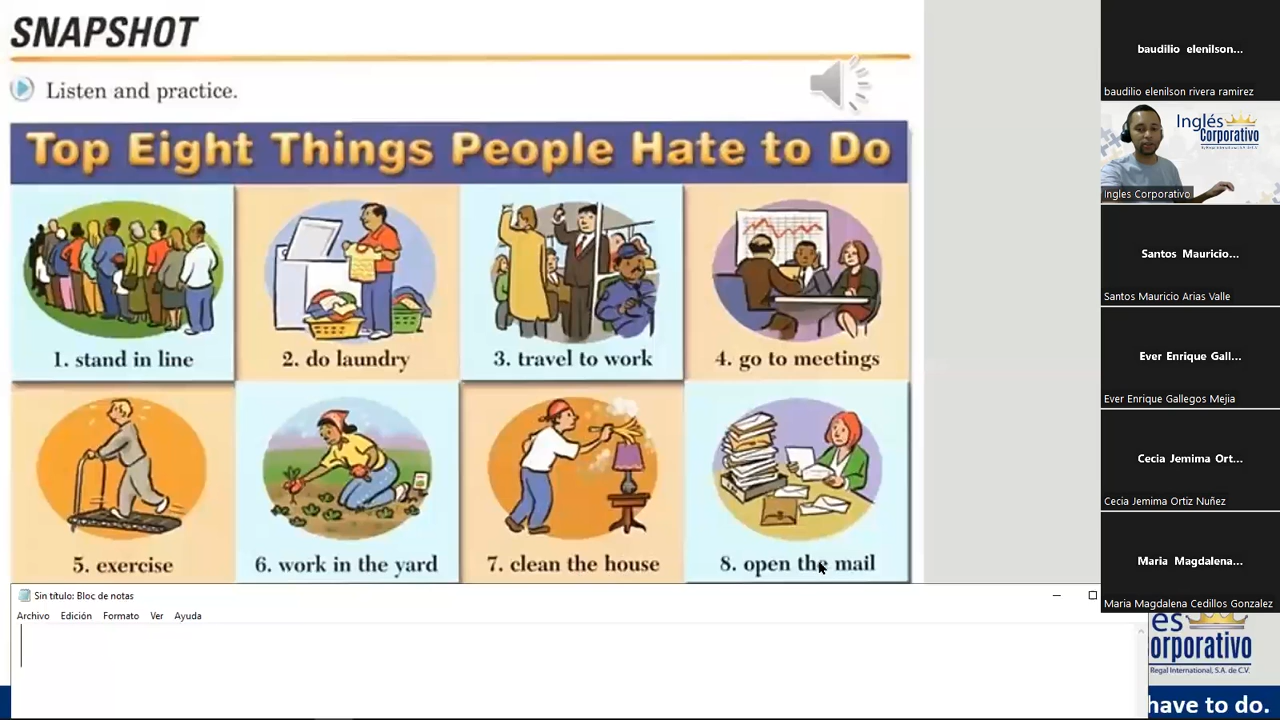 SNAPSHOT
Listen and practice.
Top Eight Things People Hate to Do
1. stand in line
2. do laundry
3. travel to work
4. go to meetings
5. exercise
6. work in the yard
7. clean the house
8. open the mail
Sin título: Bloc de notas
Archivo Edición Formato Ver Ayuda
baudilio elenilson...
baudilio elenilson rivera ramirez
Inglés
Corporativo
Ingles Corporativo
Santos Mauricio...
Santos Mauricio Arias Valle
Ever Enrique Gall...
Ever Enrique Gallegos Mejia
Cecia Jemima Ort...
Cecia Jemima Ortiz Nuñez
Maria Magdalena...
Maria Magdalena Cedillos Gonzalez
es
orporativo
Regal International, S.A. de C.V.
have to do.